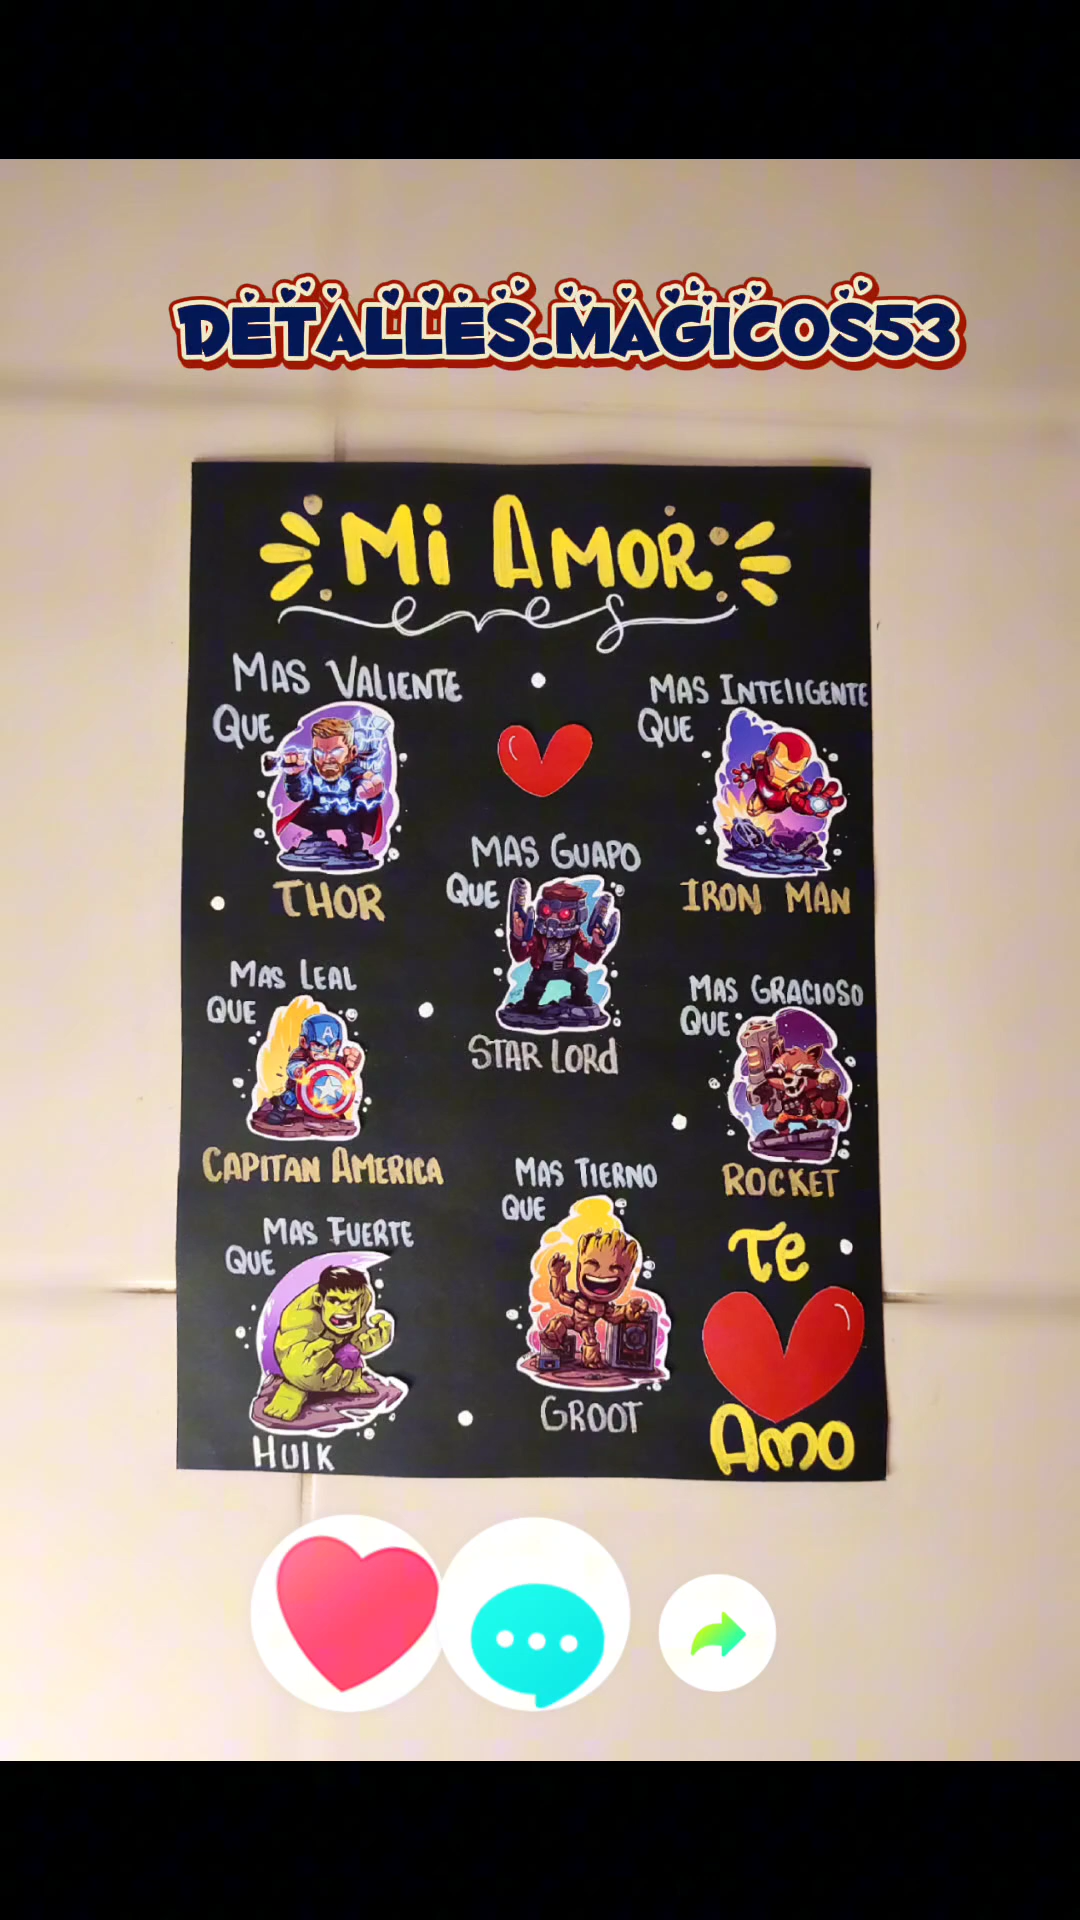 DETALLES.MAGICOS53
Mi AMOR
eres
MAS VALIENTE
QUE
THOR
MAS INTELIGENTE
QUE
IRON MAN
MAS GUAPO
QUE
STAR LORD
MAS LEAL
QUE
CAPITAN AMERICA
MAS GRACIOSO
QUE
ROCKET
MAS FUERTE
QUE
HULK
MAS TIERNO
QUE
GROOT
Te
Amo